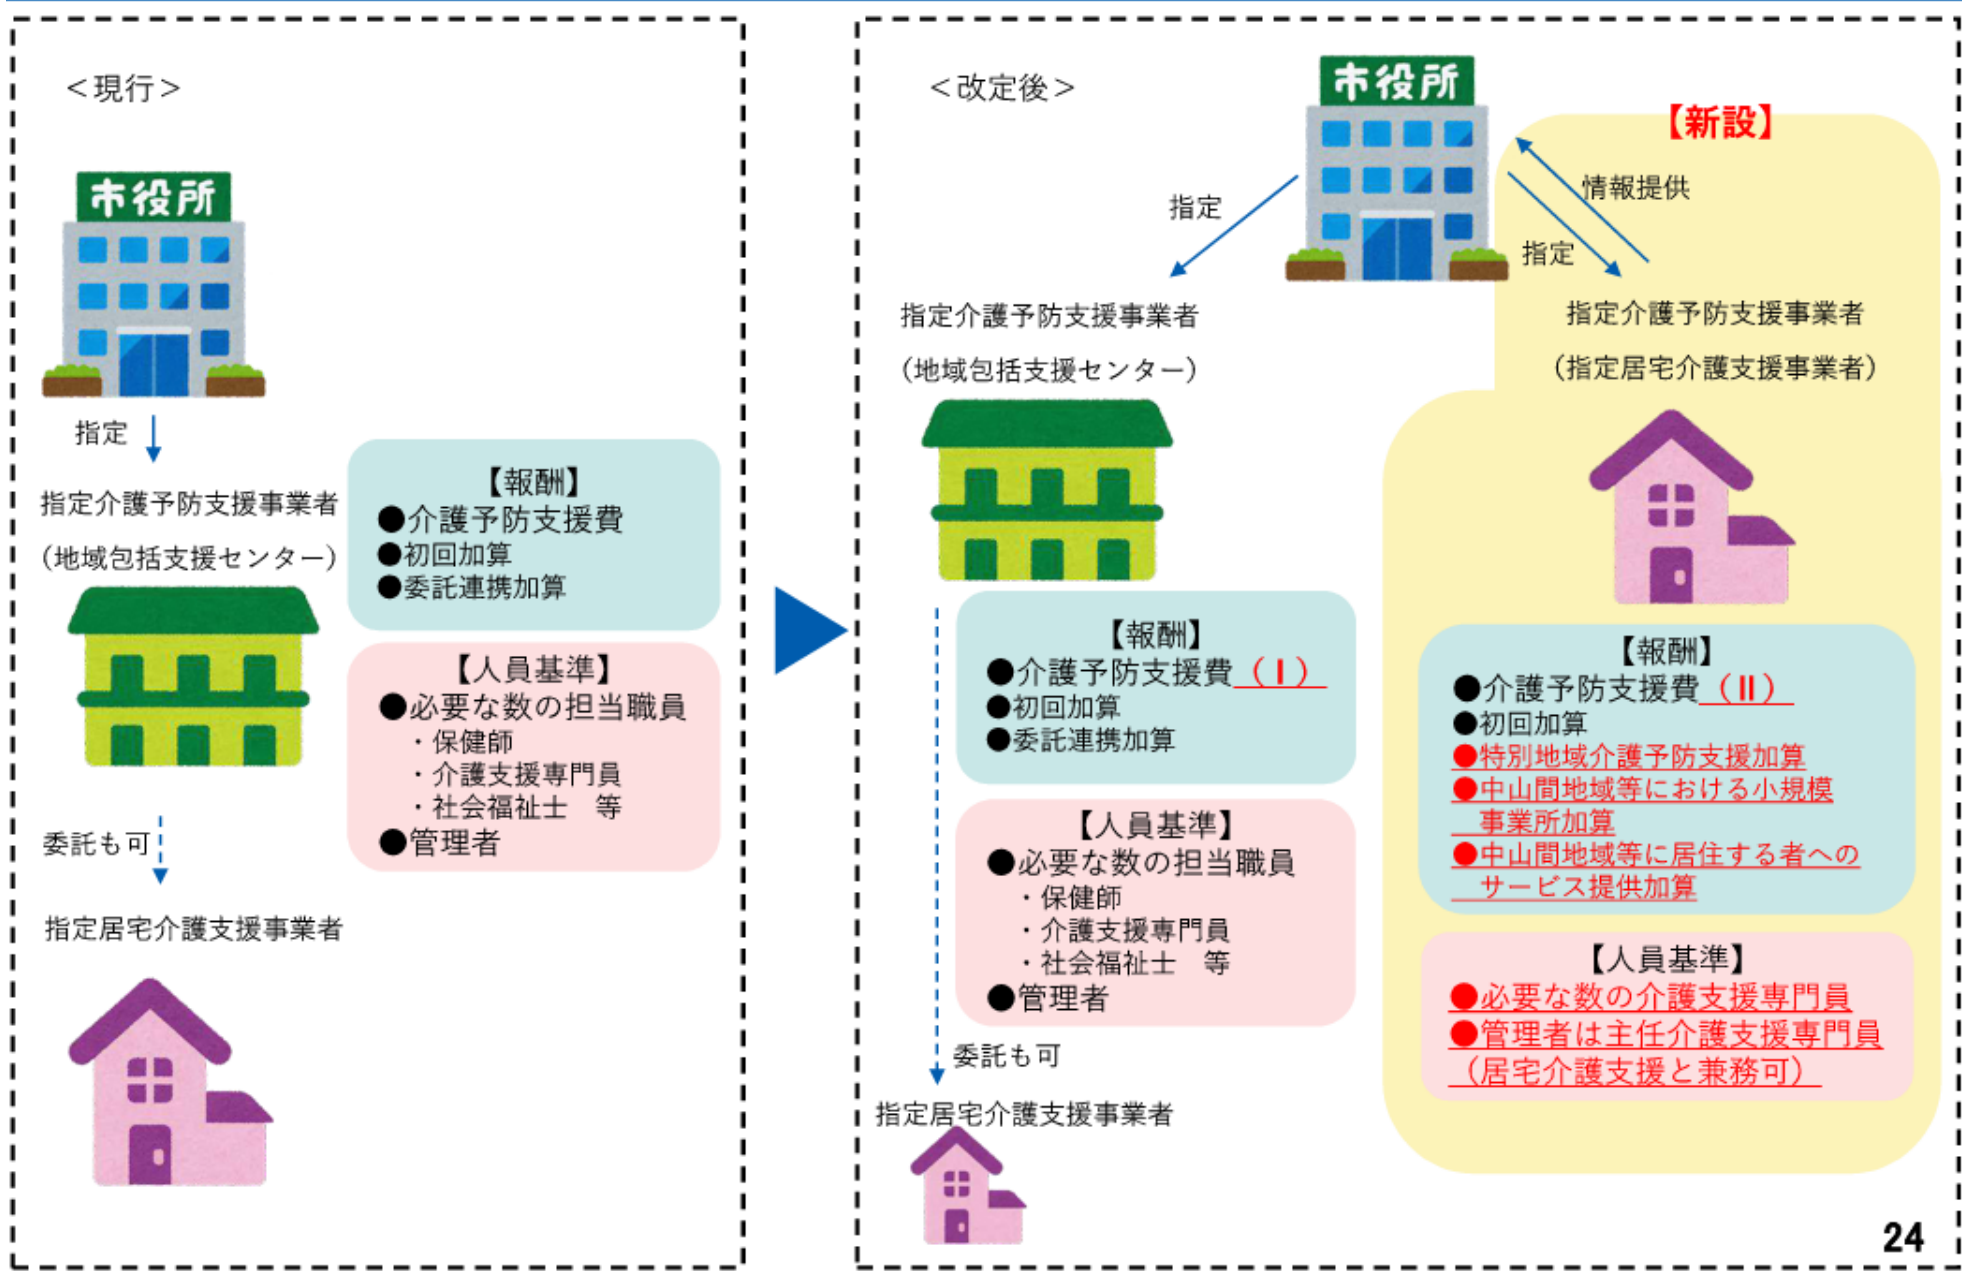 ＜現行＞
市役所
指定
指定介護予防支援事業者
（地域包括支援センター）
【報酬】
●介護予防支援費
●初回加算
●委託連携加算
【人員基準】
●必要な数の担当職員
・保健師
・介護支援専門員
・社会福祉士　等
●管理者
委託も可
指定居宅介護支援事業者
＜改定後＞
市役所
指定
指定介護予防支援事業者
（地域包括支援センター）
【報酬】
●介護予防支援費（Ⅰ）
●初回加算
●委託連携加算
【人員基準】
●必要な数の担当職員
・保健師
・介護支援専門員
・社会福祉士　等
●管理者
委託も可
指定居宅介護支援事業者
【新設】
情報提供
指定
指定介護予防支援事業者
（指定居宅介護支援事業者）
【報酬】
●介護予防支援費（Ⅱ）
●初回加算
●特別地域介護予防支援加算
●中山間地域等における小規模
事業所加算
●中山間地域等に居住する者への
サービス提供加算
【人員基準】
●必要な数の介護支援専門員
●管理者は主任介護支援専門員
（居宅介護支援と兼務可）
24